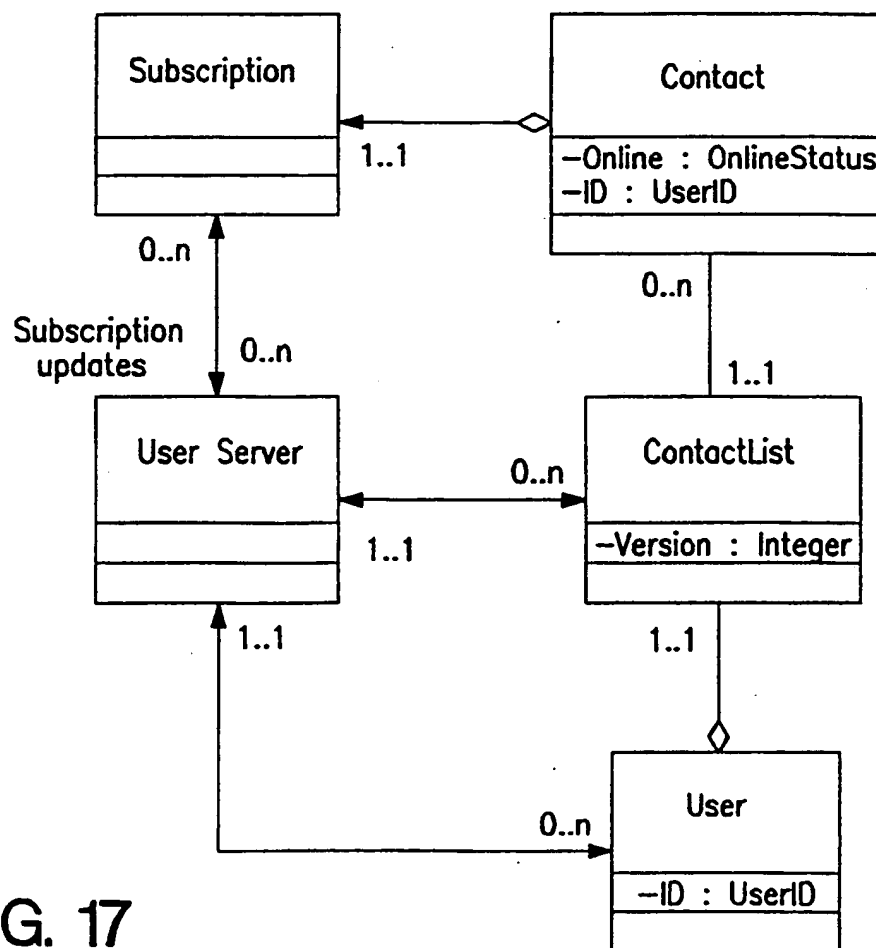 Subscription
Contact
1..1
-Online : OnlineStatus
-ID : UserID
0..n
0..n
Subscription
updates
0..n
1..1
User Server
ContactList
0..n
1..1
-Version : Integer
1..1
1..1
User
0..n
-ID : UserID
G. 17